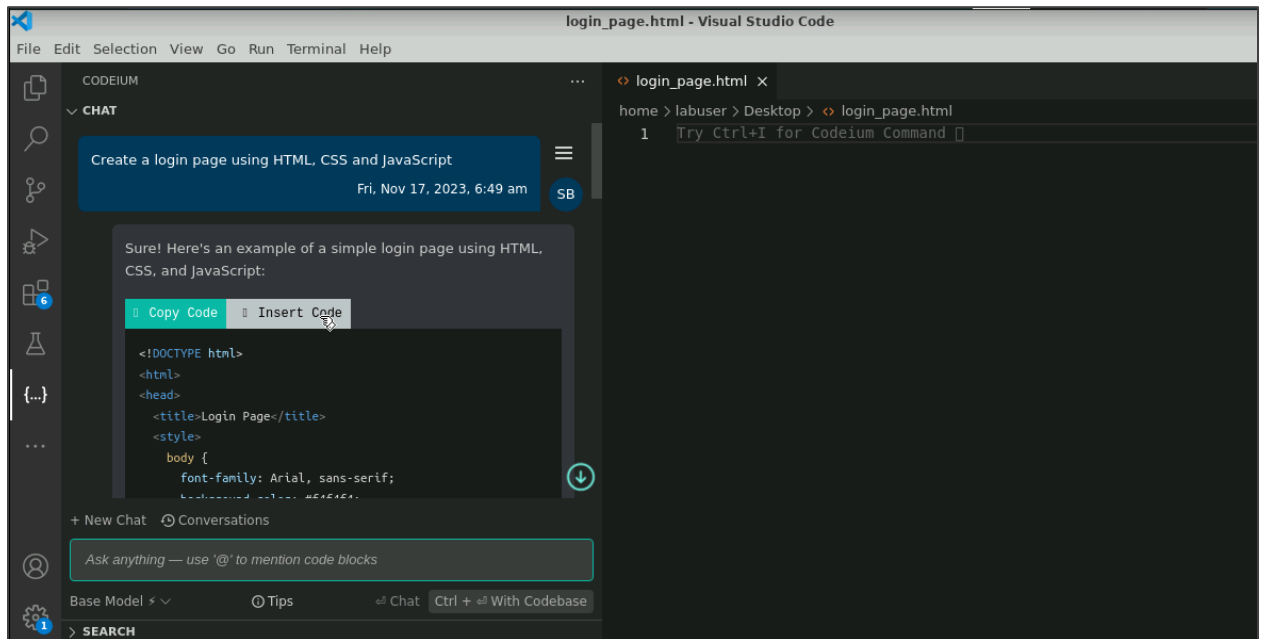 login_page.html - Visual Studio Code
File Edit Selection View Go Run Terminal Help
CODEIUM
CHAT
Create a login page using HTML, CSS and JavaScript
Fri, Nov 17, 2023, 6:49 am
SB
Sure! Here's an example of a simple login page using HTML,
CSS, and JavaScript:
Copy Code Insert Code
<!DOCTYPE html>
<html>
<head>
<title>Login Page</title>
<style>
body {
font-family: Arial, sans-serif;
background-color: #f4f4f4;
+ New Chat Conversations
Ask anything — use '@' to mention code blocks
Base Model Tips Chat Ctrl + ⏎ With Codebase
SEARCH
6
{...}
1
login_page.html
home > labuser > Desktop > login_page.html
1 Try Ctrl+I for Codeium Command